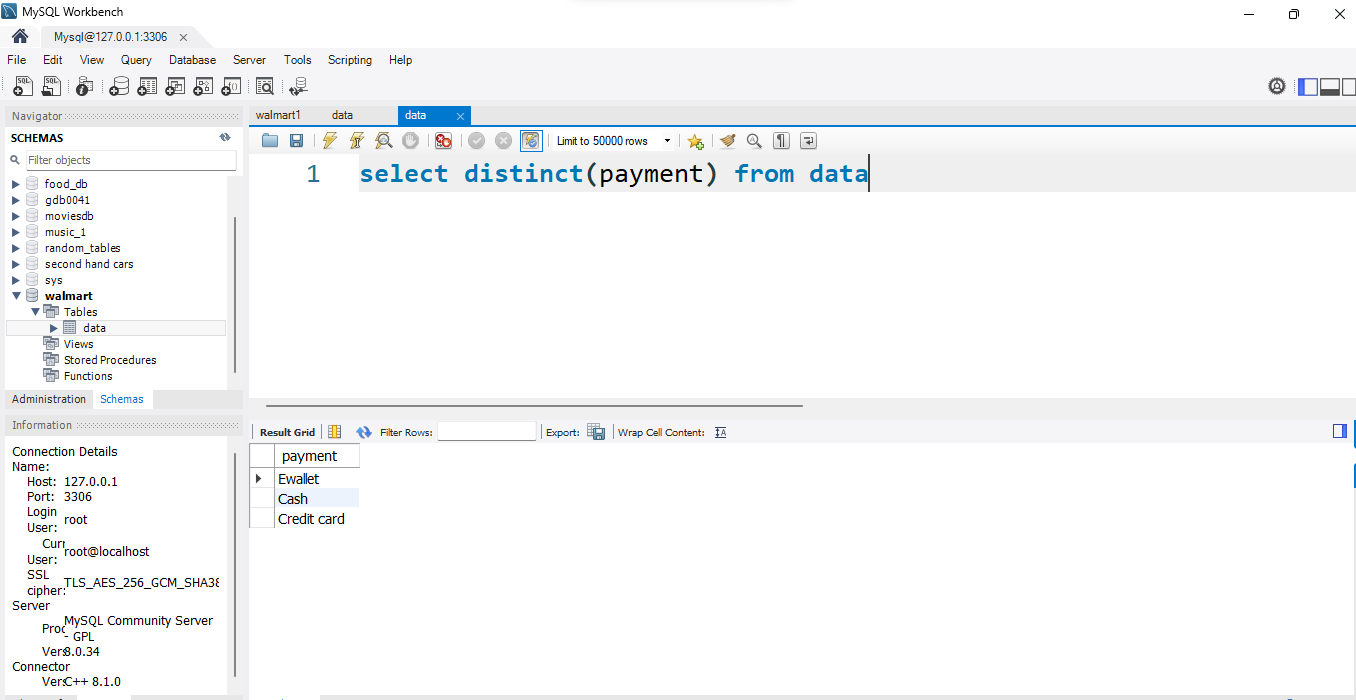 MySQL Workbench
Mysql@127.0.0.1:3306
File Edit View Query Database Server Tools Scripting Help
Navigator
SCHEMAS
Filter objects
food_db
gdb0041
moviesdb
music_1
random_tables
second hand cars
sys
walmart
Tables
data
Views
Stored Procedures
Functions
Administration Schemas
Information
Connection Details
Name:
Host: 127.0.0.1
Port: 3306
Login
User: root
Curr
User: root@localhost
SSL
cipher: TLS_AES_256_GCM_SHA38
Server
Proc MySQL Community Server
- GPL
Vers 8.0.34
Connector
Vers C++ 8.1.0
walmart1 data data
Limit to 50000 rows
1 select distinct(payment) from data
Result Grid Filter Rows: Export: Wrap Cell Content:
payment
Ewallet
Cash
Credit card